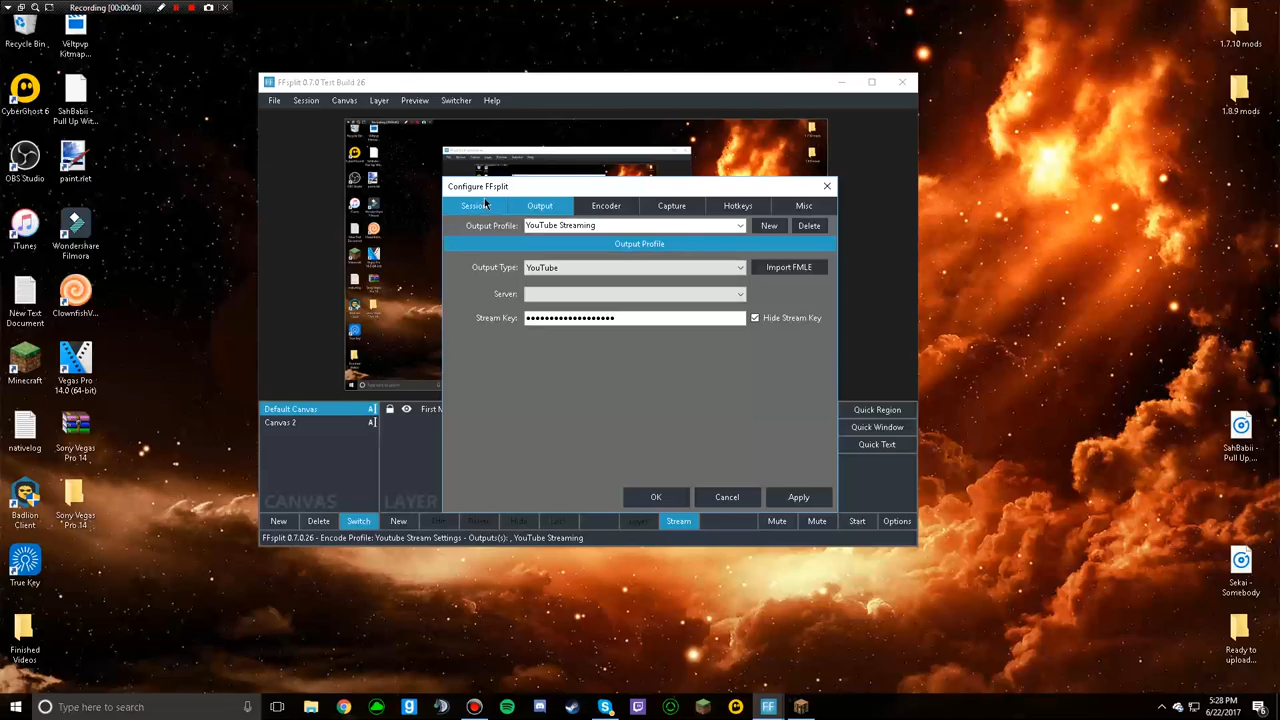 Recording [00:00:40]
Recycle Bin
Veltpvp Kitmap...
CyberGhost 6
SahBabii - Pull Up Wit...
OBS Studio
paint.net
iTunes
Wondershare Filmora
New Text Document
ClownfishV...
Minecraft
Vegas Pro 14.0 (64-bit)
nativelog
Sony Vegas Pro 14
Badlion Client
Sony Vegas Pro.14
True Key
Finished Videos
1.7.10 mods
1.8.9 mods
SahBabii - Pull Up,...
Sekai - Somebody
Ready to upload...
FFsplit 0.7.0 Test Build 26
File Session Canvas Layer Preview Switcher Help
Configure FFsplit
Session Output Encoder Capture Hotkeys Misc
Output Profile: YouTube Streaming New Delete
Output Profile
Output Type: YouTube Import FMLE
Server:
Stream Key: ●●●●●●●●●●●●●●●●●●● Hide Stream Key
OK Cancel Apply
Default Canvas
Canvas 2
First
CANVAS LAYER
Quick Region
Quick Window
Quick Text
New Delete Switch New Edit Hide Stream Mute Mute Start Options
FFsplit 0.7.0.26 - Encode Profile: Youtube Stream Settings - Outputs(s): , YouTube Streaming
Type here to search
5:28 PM
6/22/2017